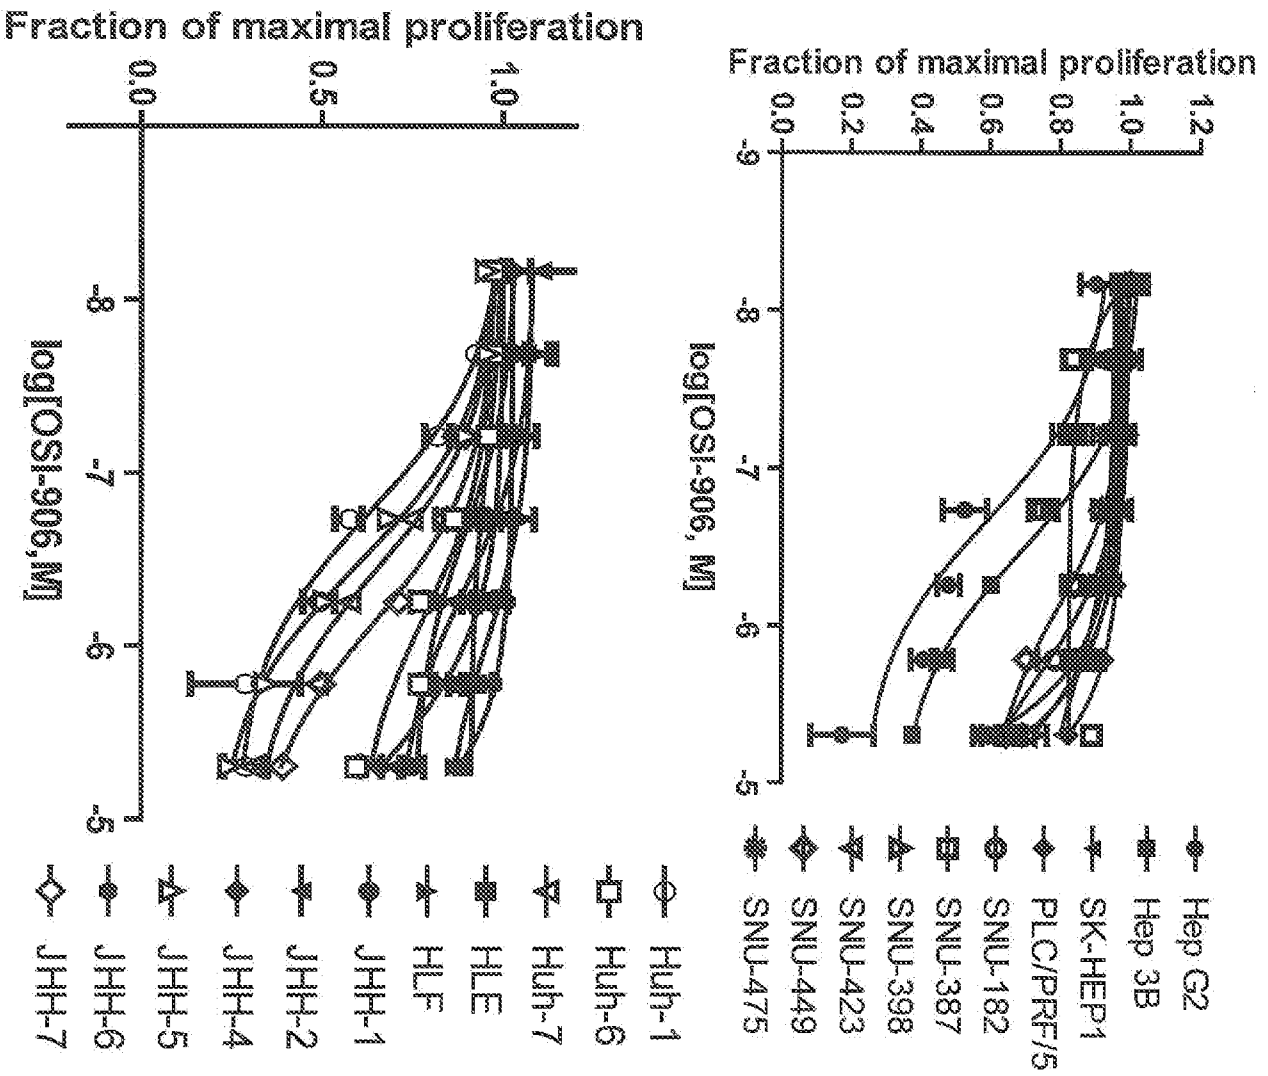 Fraction of maximal proliferation
1.2
1.0
0.8
0.6
0.4
0.2
0.0
-9
-8
-7
-6
-5
log[OSI-906, M]
Hep G2
Hep 3B
SK-HEP1
PLC/PRF/5
SNU-182
SNU-387
SNU-398
SNU-423
SNU-449
SNU-475
Fraction of maximal proliferation
1.0
0.5
0.0
-8
-7
-6
-5
log[OSI-906,M]
Huh-1
Huh-6
Huh-7
HLE
HLF
JHH-1
JHH-2
JHH-4
JHH-5
JHH-6
JHH-7